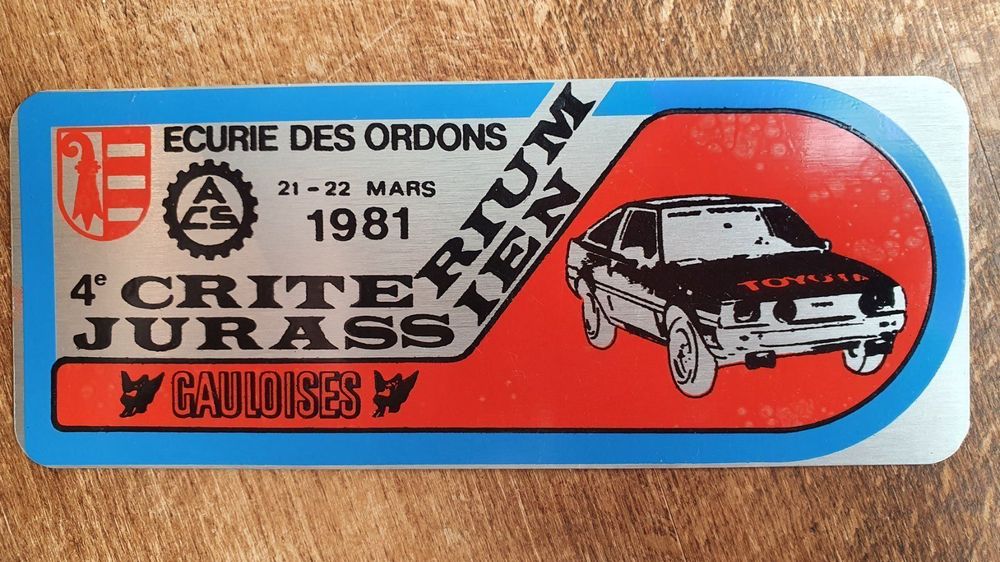 ECURIE DES ORDONS
ACS
21-22 MARS
1981
4e CRITERIUM
JURASSIEN
GAULOISES
TOYOTA